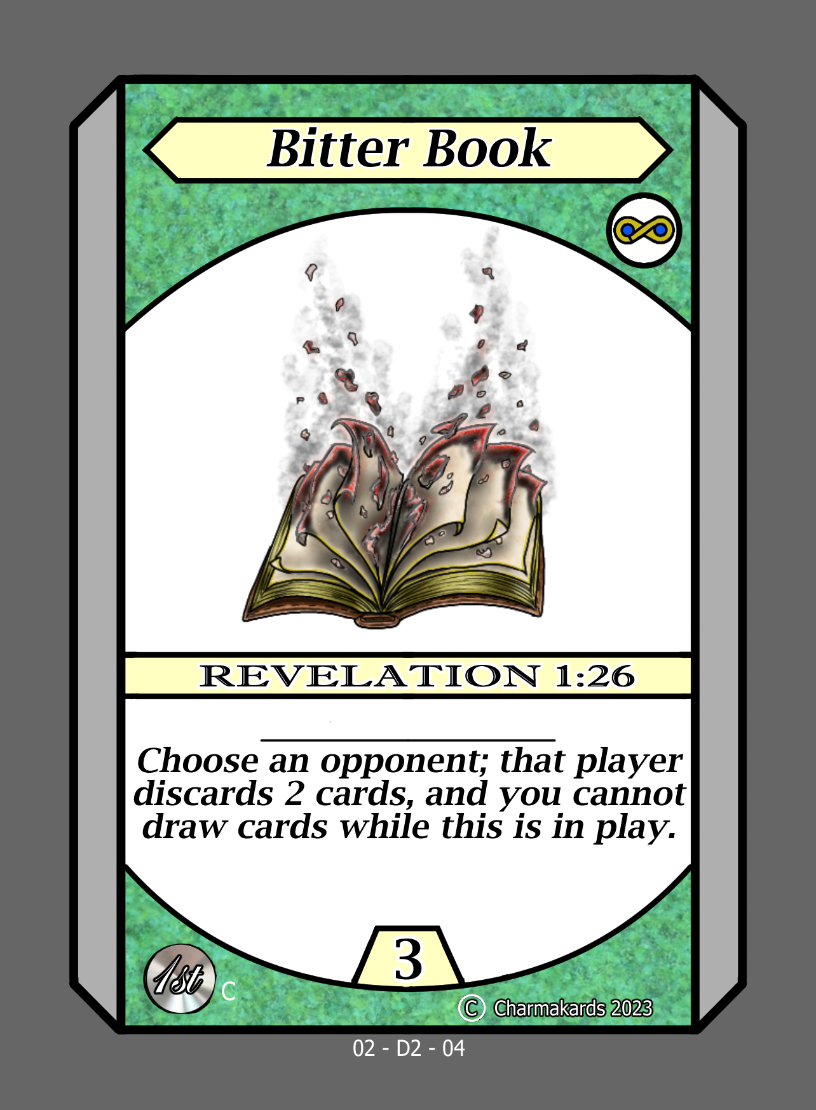 Bitter Book
REVELATION 1:26
Choose an opponent; that player
discards 2 cards, and you cannot
draw cards while this is in play.
3
1st
C
© Charmakards 2023
02 - D2 - 04